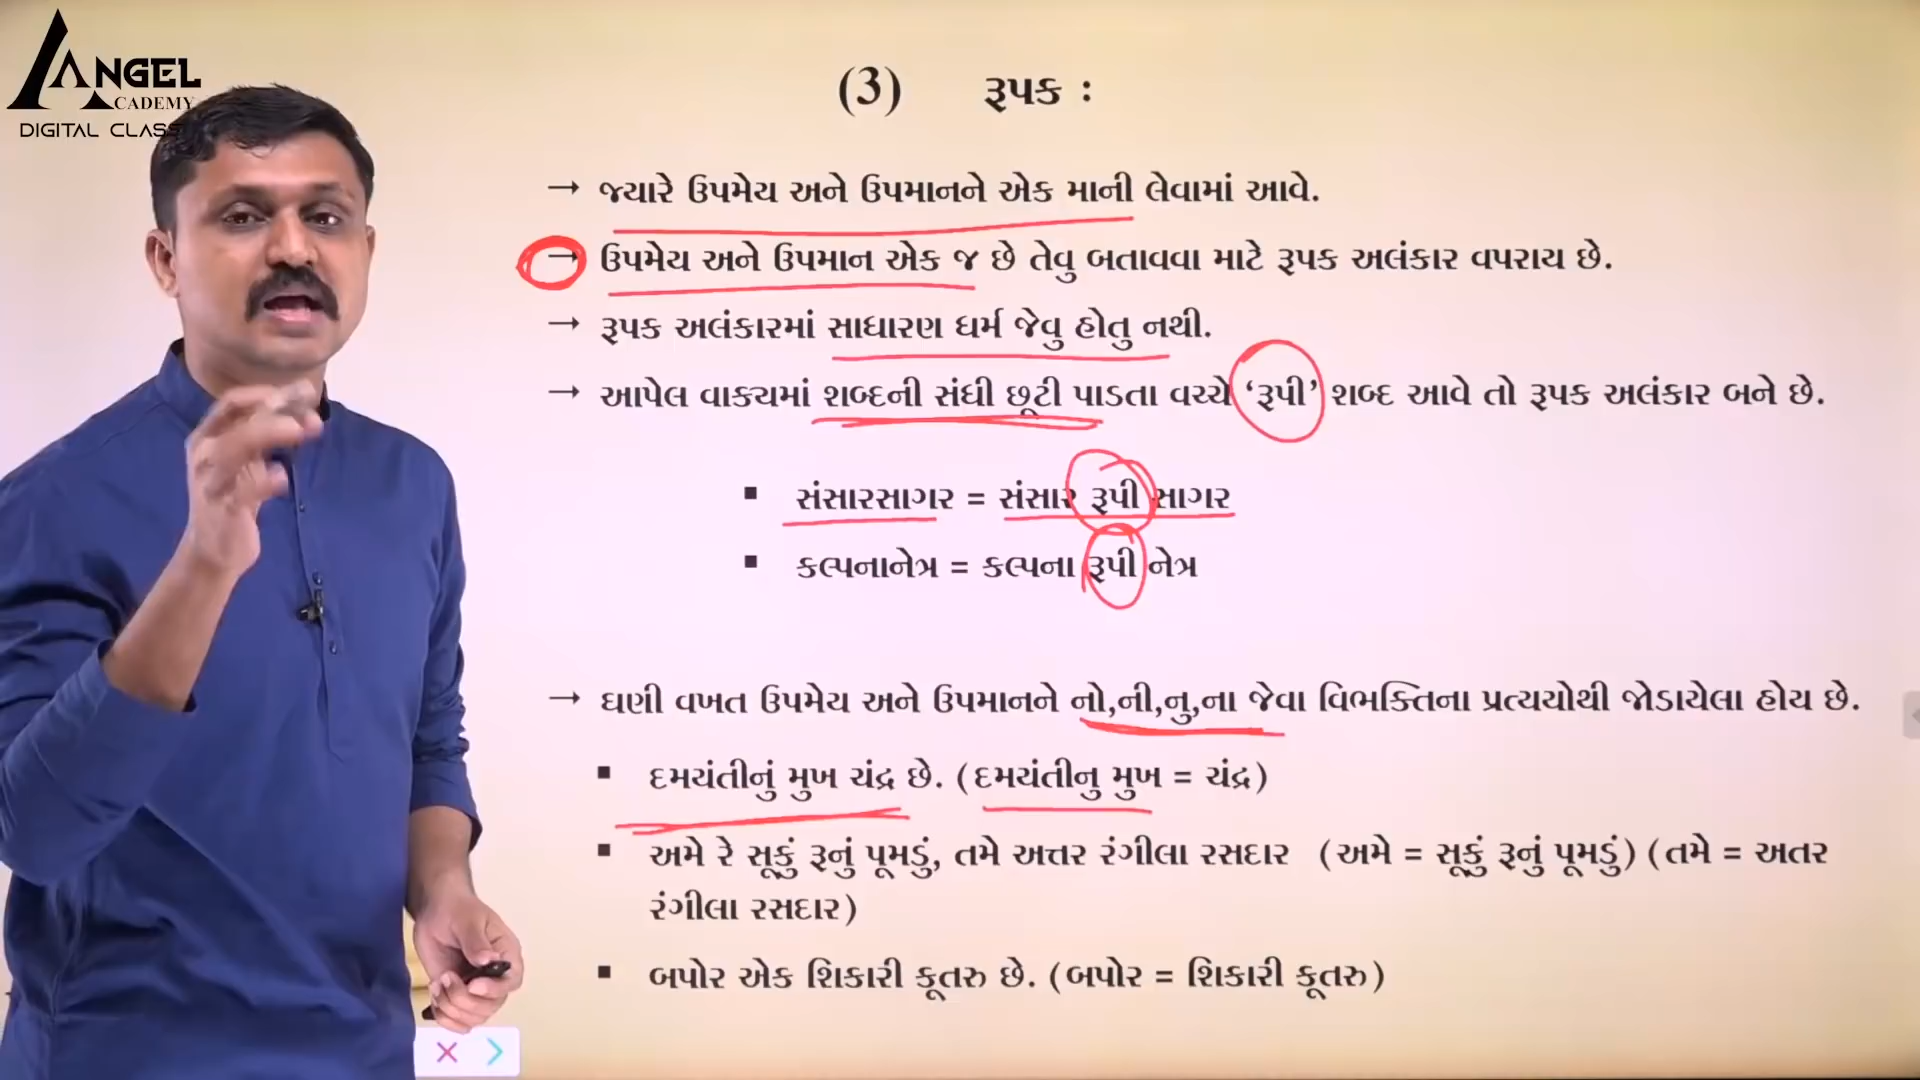 ANGEL
ACADEMY
DIGITAL CLASS
(3) રૂપક :
→ જ્યારે ઉપમેય અને ઉપમાનને એક માની લેવામાં આવે.
→ ઉપમેય અને ઉપમાન એક જ છે તેવુ બતાવવા માટે રૂપક અલંકાર વપરાય છે.
→ રૂપક અલંકારમાં સાધારણ ધર્મ જેવુ હોતુ નથી.
→ આપેલ વાક્યમાં શબ્દની સંધી છૂટી પાડતા વચ્ચે ‘રૂપી’ શબ્દ આવે તો રૂપક અલંકાર બને છે.
▪ સંસારસાગર = સંસાર રૂપી સાગર
▪ કલ્પનાનેત્ર = કલ્પના રૂપી નેત્ર
→ ઘણી વખત ઉપમેય અને ઉપમાનને નો,ની,નુ,ના જેવા વિભક્તિના પ્રત્યયોથી જોડાયેલા હોય છે.
▪ દમયંતીનું મુખ ચંદ્ર છે. (દમયંતીનુ મુખ = ચંદ્ર)
▪ અમે રે સૂકું રૂનું પૂમડું, તમે અત્તર રંગીલા રસદાર (અમે = સૂકું રૂનું પૂમડું) (તમે = અતર
રંગીલા રસદાર)
▪ બપોર એક શિકારી કૂતરુ છે. (બપોર = શિકારી કૂતરુ)